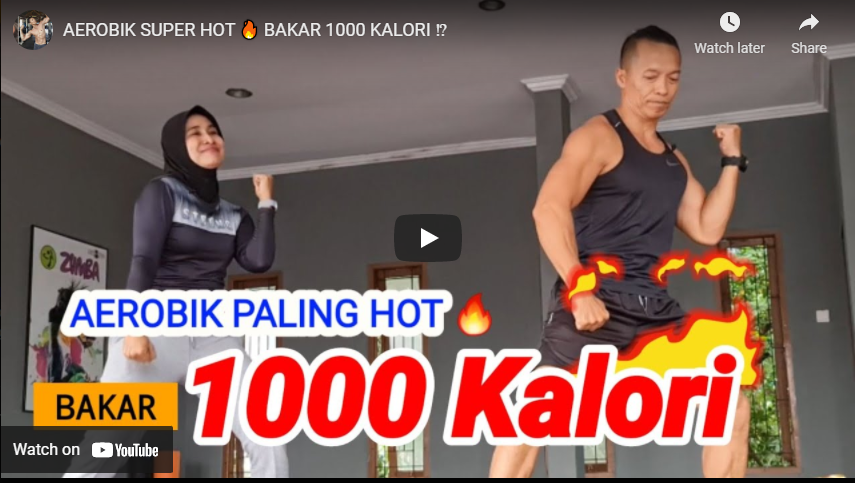 AEROBIK SUPER HOT🔥 BAKAR 1000 KALORI ⁉
Watch later
Share
ZUMBA
AEROBIK PALING HOT 🔥
BAKAR
1000 Kalori
Watch on YouTube